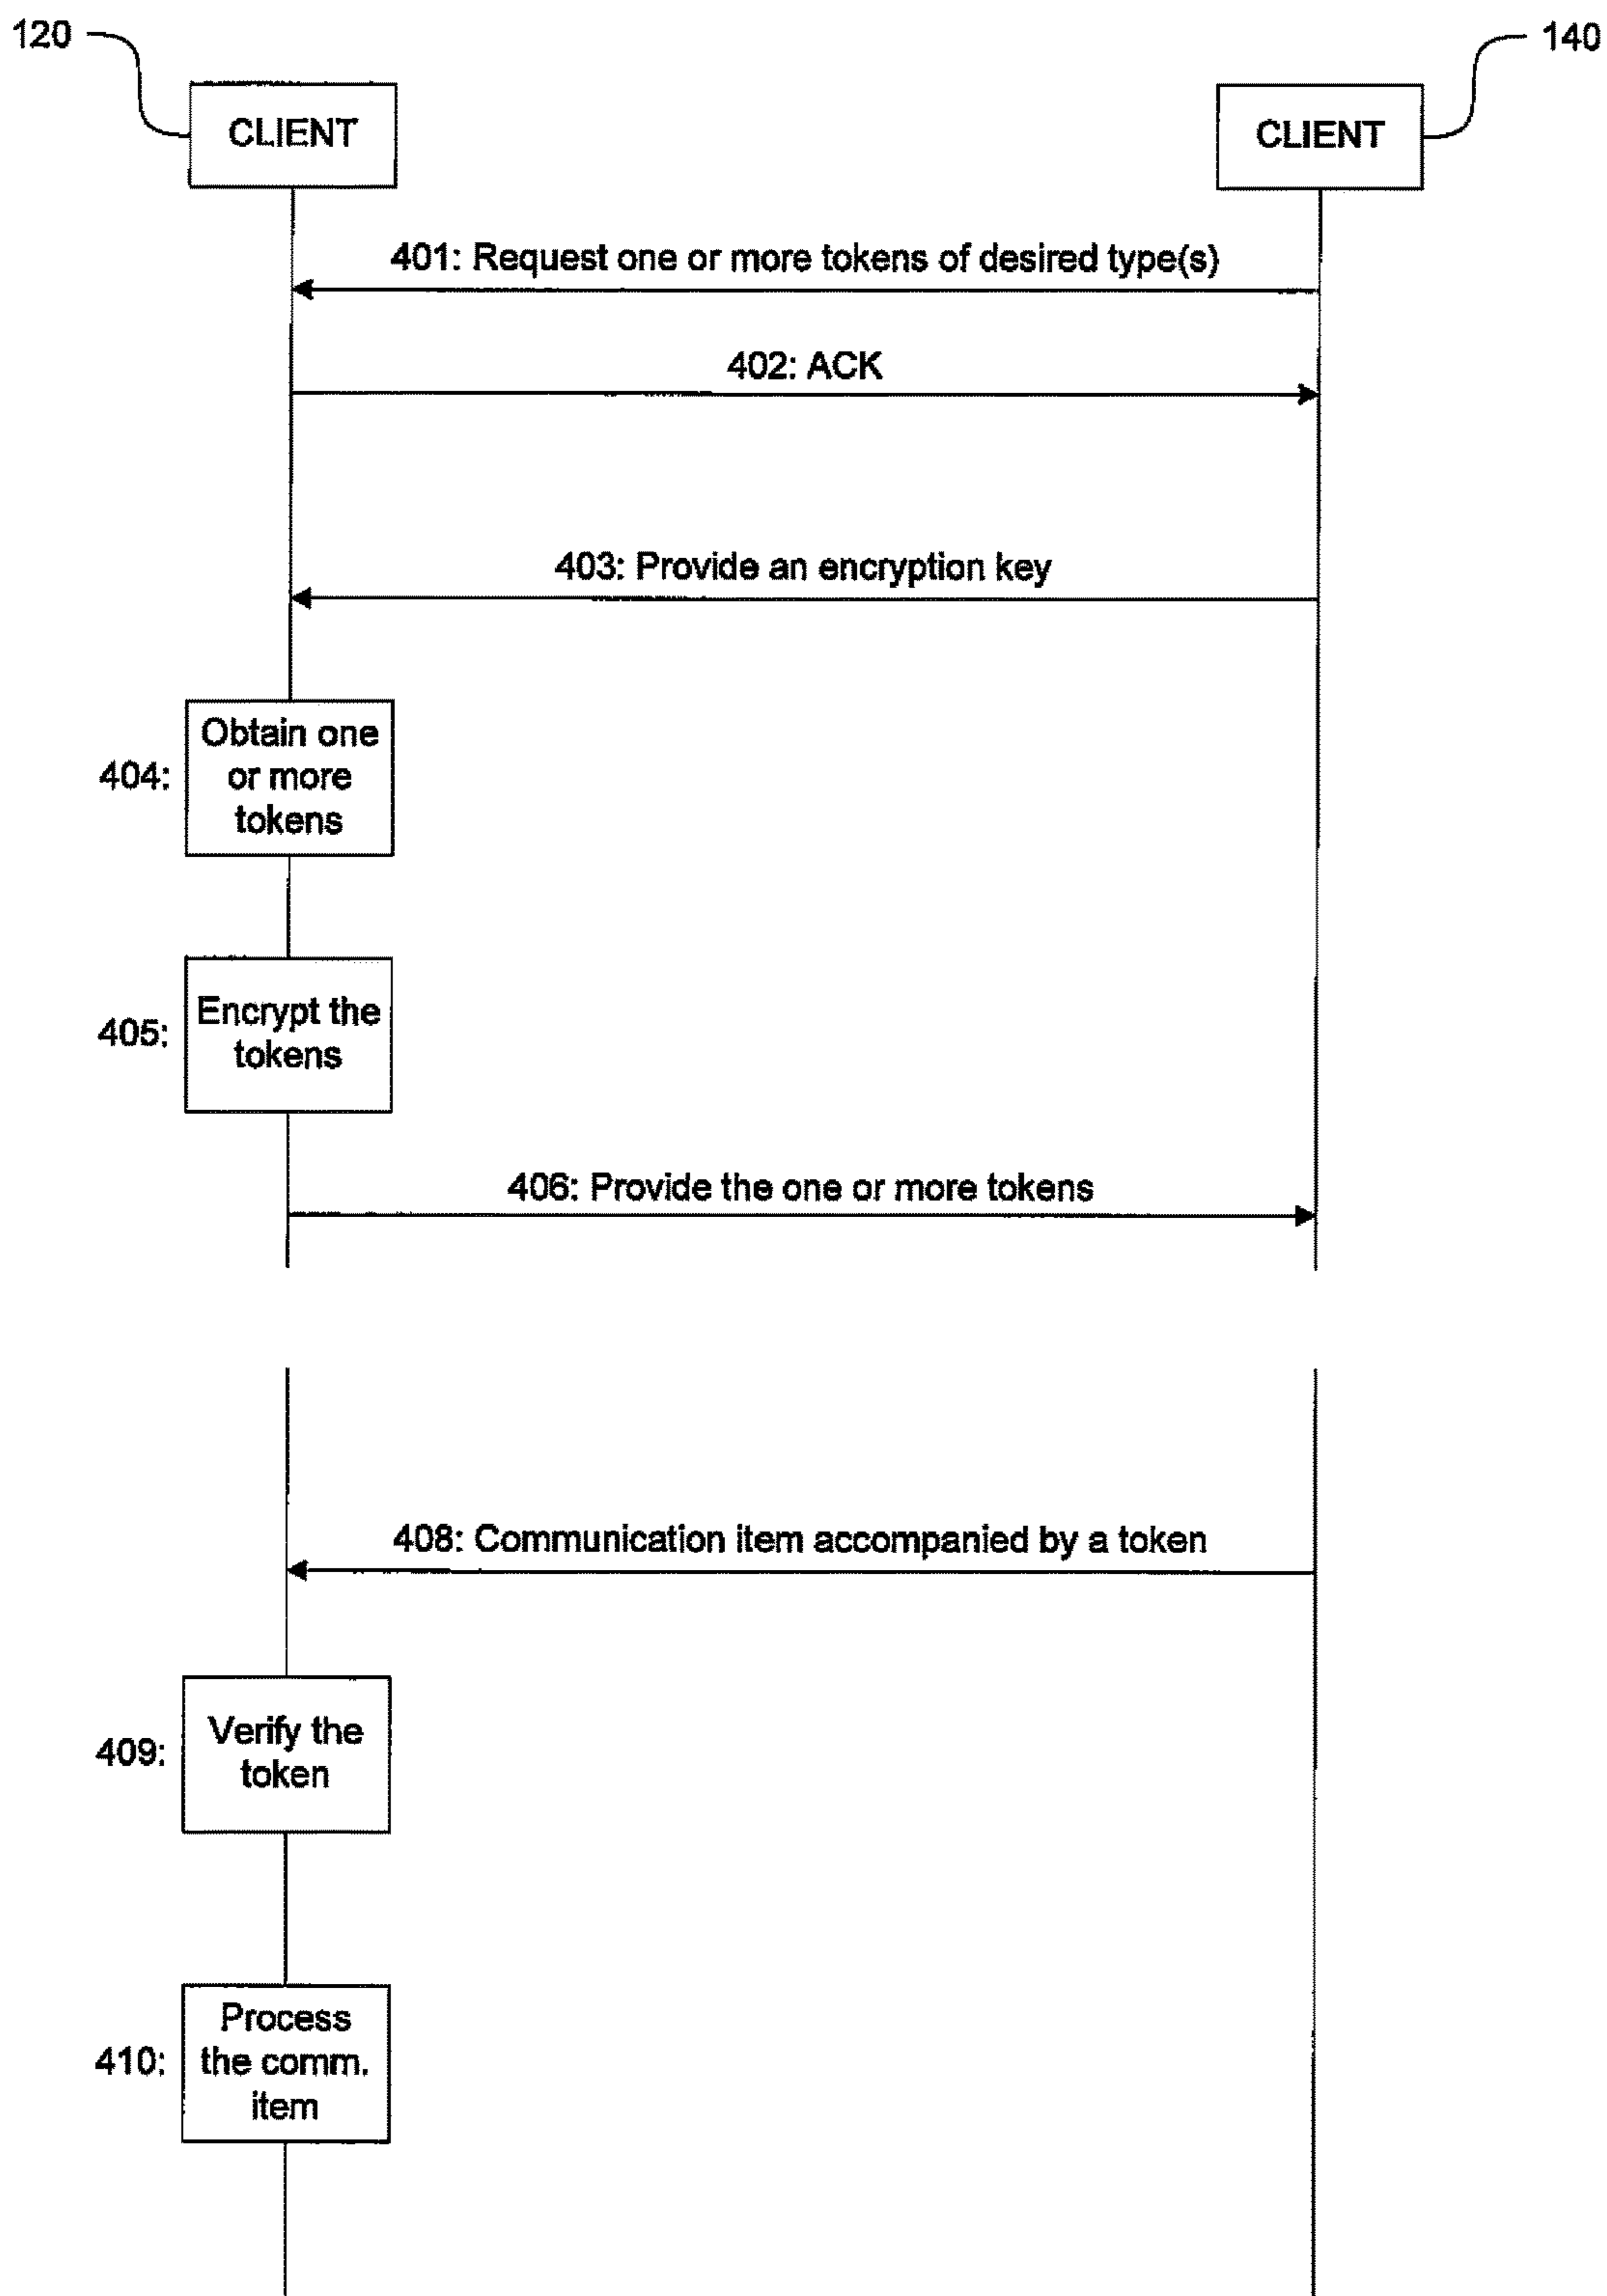 120
140
CLIENT
CLIENT
401: Request one or more tokens of desired type(s)
402: ACK
403: Provide an encryption key
404:
Obtain one
or more
tokens
405:
Encrypt the
tokens
406: Provide the one or more tokens
408: Communication item accompanied by a token
409:
Verify the
token
410:
Process
the comm.
item